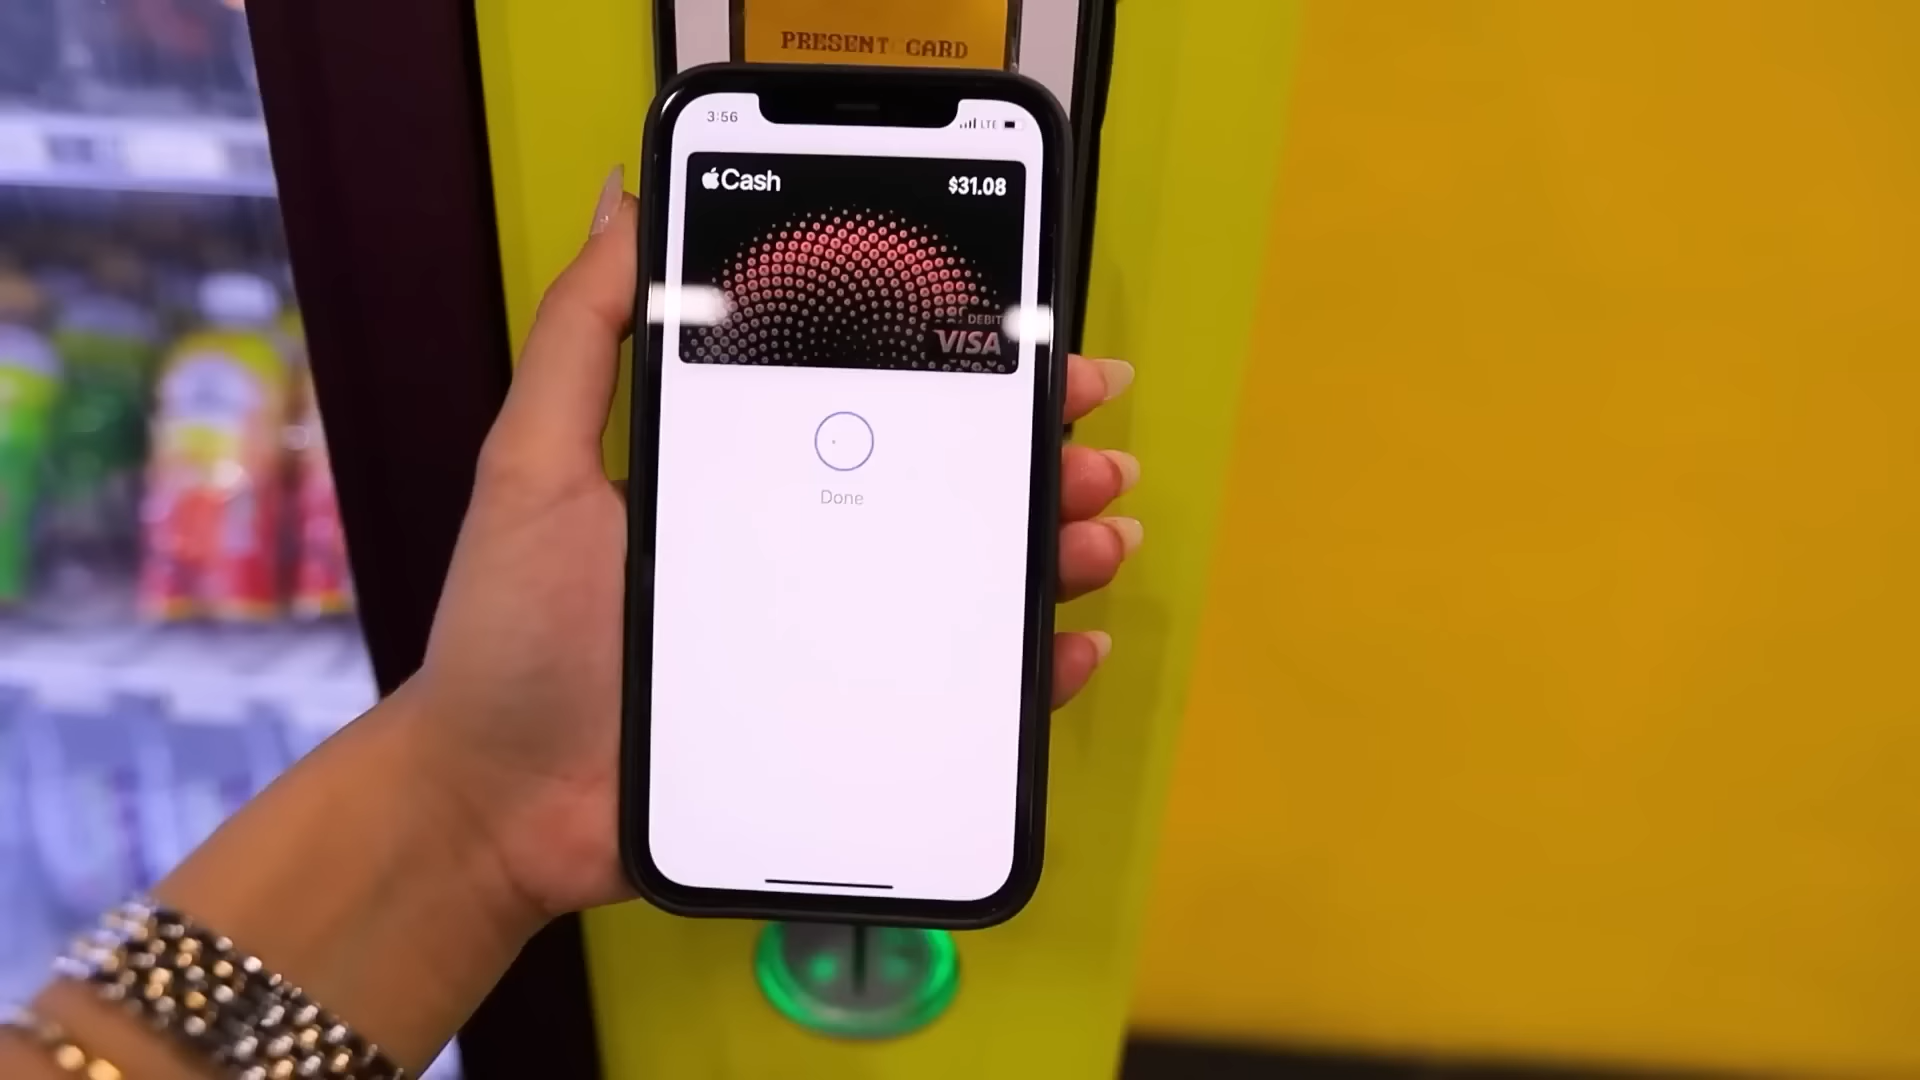 PRESENT CARD
3:56
LTE
Cash
$31.08
DEBIT
VISA
Done